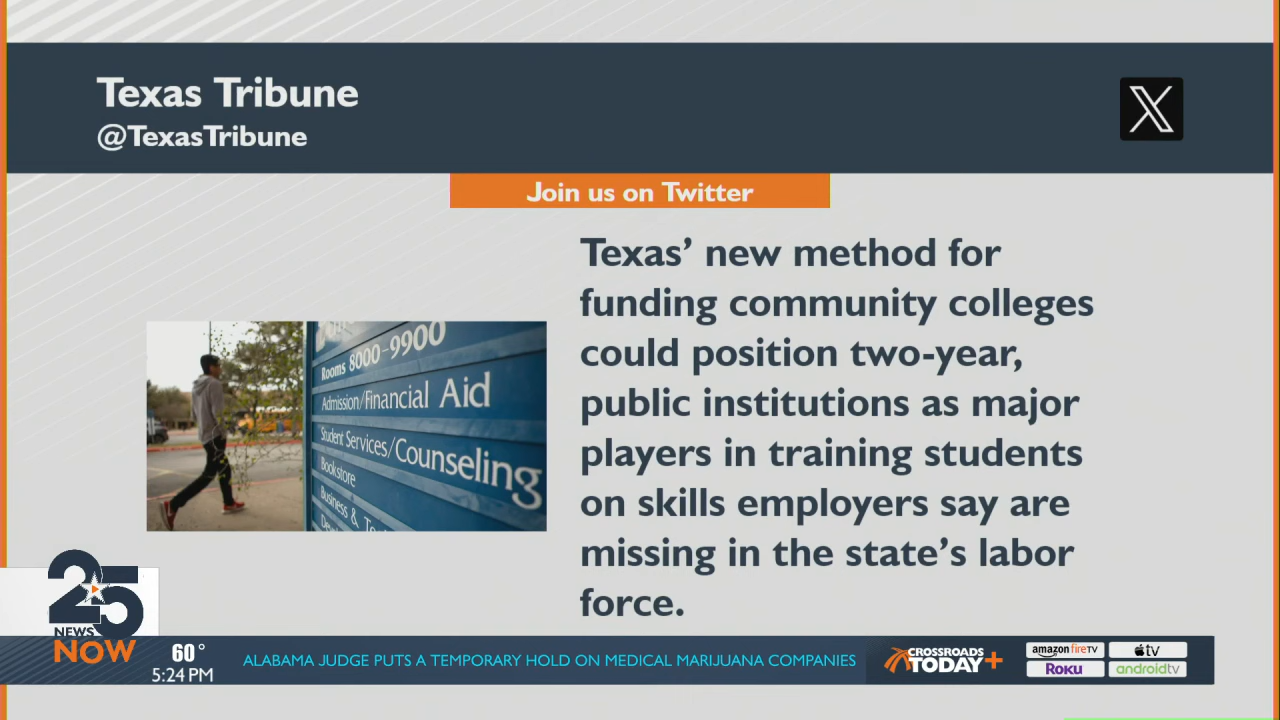 Texas Tribune
@TexasTribune
Join us on Twitter
Texas’ new method for
funding community colleges
could position two-year,
public institutions as major
players in training students
on skills employers say are
missing in the state’s labor
force.
Rooms 8000-9900
Admission/Financial Aid
Student Services/Counseling
Bookstore
Business &
25
NEWS
NOW
60°
5:24 PM
ALABAMA JUDGE PUTS A TEMPORARY HOLD ON MEDICAL MARIJUANA COMPANIES
CROSSROADS
TODAY+
amazon fireTV
tv
Roku
androidtv